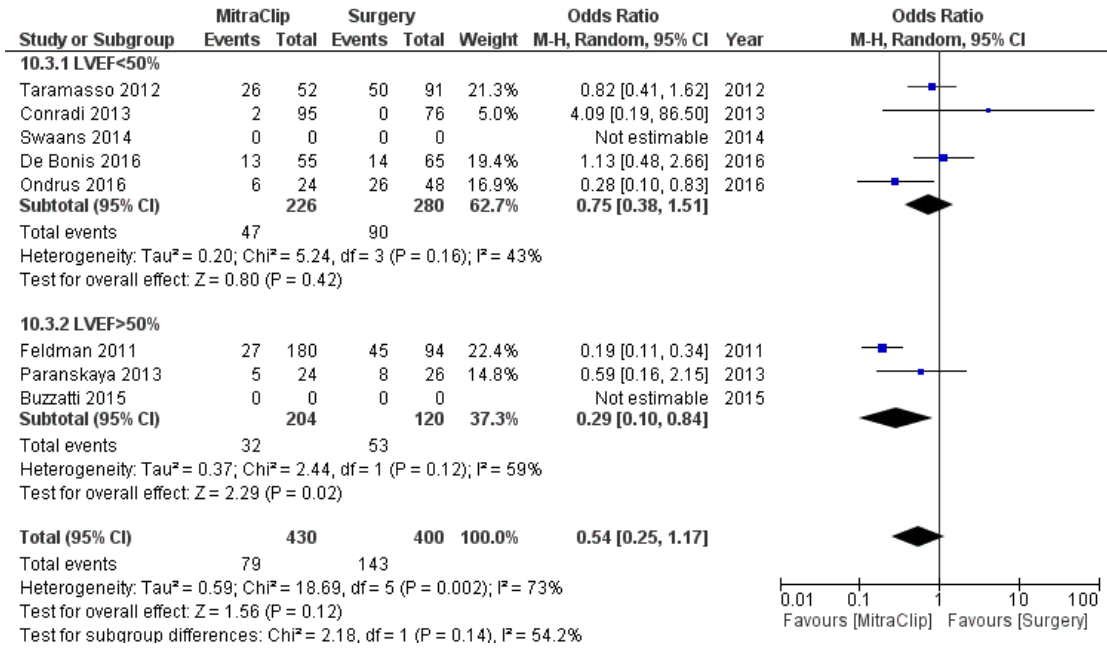 MitraClip Surgery Odds Ratio Odds Ratio
Study or Subgroup Events Total Events Total Weight M-H, Random, 95% CI Year M-H, Random, 95% CI
10.3.1 LVEF<50%
Taramasso 2012 26 52 50 91 21.3% 0.82 [0.41, 1.62] 2012
Conradi 2013 2 95 0 76 5.0% 4.09 [0.19, 86.50] 2013
Swaans 2014 0 0 0 0 Not estimable 2014
De Bonis 2016 13 55 14 65 19.4% 1.13 [0.48, 2.66] 2016
Ondrus 2016 6 24 26 48 16.9% 0.28 [0.10, 0.83] 2016
Subtotal (95% CI) 226 280 62.7% 0.75 [0.38, 1.51]
Total events 47 90
Heterogeneity: Tau² = 0.20; Chi² = 5.24, df = 3 (P = 0.16); I² = 43%
Test for overall effect: Z = 0.80 (P = 0.42)
10.3.2 LVEF>50%
Feldman 2011 27 180 45 94 22.4% 0.19 [0.11, 0.34] 2011
Paranskaya 2013 5 24 8 26 14.8% 0.59 [0.16, 2.15] 2013
Buzzatti 2015 0 0 0 0 Not estimable 2015
Subtotal (95% CI) 204 120 37.3% 0.29 [0.10, 0.84]
Total events 32 53
Heterogeneity: Tau² = 0.37; Chi² = 2.44, df = 1 (P = 0.12); I² = 59%
Test for overall effect: Z = 2.29 (P = 0.02)
Total (95% CI) 430 400 100.0% 0.54 [0.25, 1.17]
Total events 79 143
Heterogeneity: Tau² = 0.59; Chi² = 18.69, df = 5 (P = 0.002); I² = 73%
Test for overall effect: Z = 1.56 (P = 0.12)
Test for subgroup differences: Chi² = 2.18, df = 1 (P = 0.14), I² = 54.2%
0.01 0.1 1 10 100
Favours [MitraClip] Favours [Surgery]